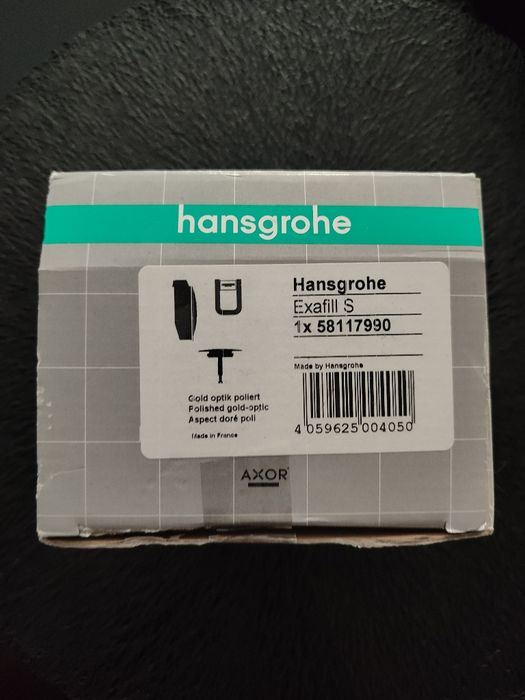 hansgrohe
Hansgrohe
Exafill S
1x 58117990
Made by Hansgrohe
Gold optik poliert
Polished gold-optic
Aspect doré poli
Made in France
4 059625 004050
AXOR